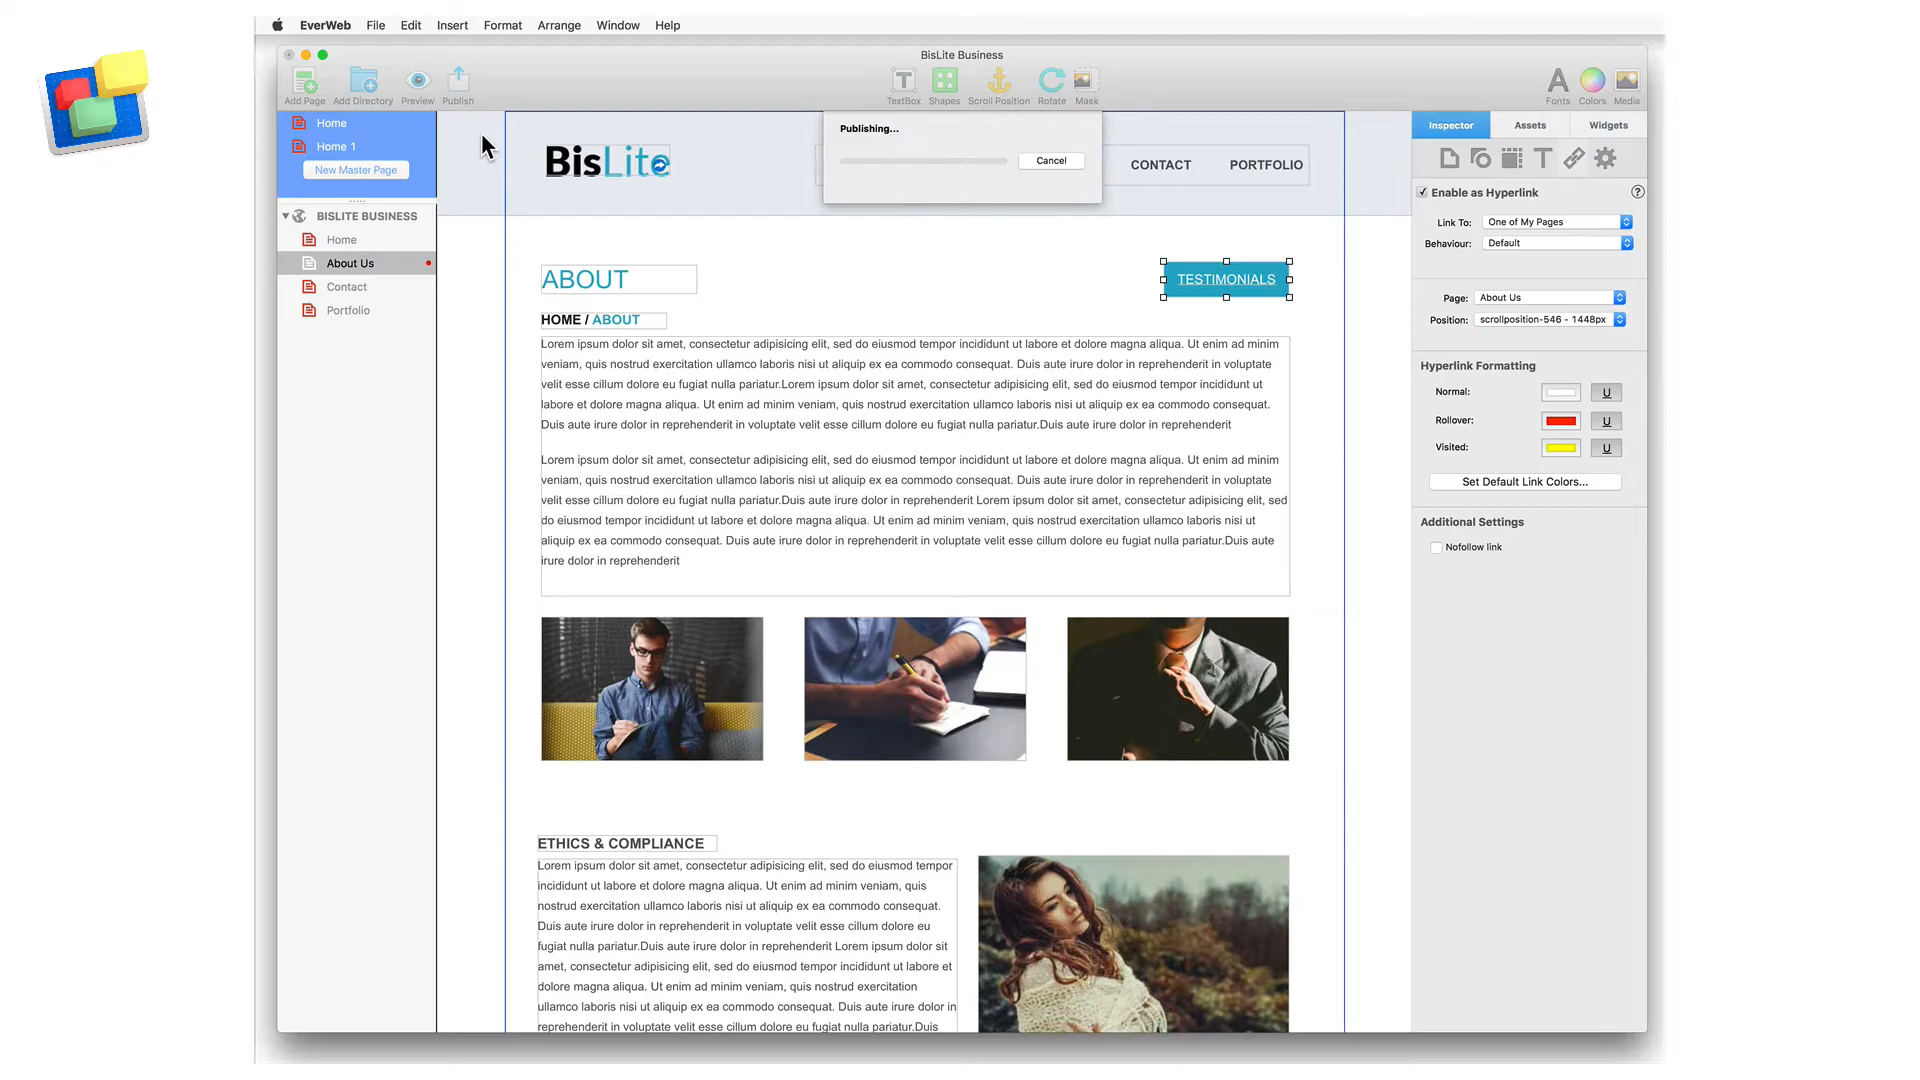 EverWeb File Edit Insert Format Arrange Window Help
BisLite Business
Add Page Add Directory Preview Publish
TextBox Shapes Scroll Position Rotate Mask
Fonts Colors Media
Home
Home 1
New Master Page
BISLITE BUSINESS
Home
About Us
Contact
Portfolio
Publishing...
Cancel
BisLite
CONTACT PORTFOLIO
ABOUT
TESTIMONIALS
HOME / ABOUT
Lorem ipsum dolor sit amet, consectetur adipisicing elit, sed do eiusmod tempor incididunt ut labore et dolore magna aliqua. Ut enim ad minim
veniam, quis nostrud exercitation ullamco laboris nisi ut aliquip ex ea commodo consequat. Duis aute irure dolor in reprehenderit in voluptate
velit esse cillum dolore eu fugiat nulla pariatur.Lorem ipsum dolor sit amet, consectetur adipisicing elit, sed do eiusmod tempor incididunt ut
labore et dolore magna aliqua. Ut enim ad minim veniam, quis nostrud exercitation ullamco laboris nisi ut aliquip ex ea commodo consequat.
Duis aute irure dolor in reprehenderit in voluptate velit esse cillum dolore eu fugiat nulla pariatur.Duis aute irure dolor in reprehenderit
Lorem ipsum dolor sit amet, consectetur adipisicing elit, sed do eiusmod tempor incididunt ut labore et dolore magna aliqua. Ut enim ad minim
veniam, quis nostrud exercitation ullamco laboris nisi ut aliquip ex ea commodo consequat. Duis aute irure dolor in reprehenderit in voluptate
velit esse cillum dolore eu fugiat nulla pariatur.Duis aute irure dolor in reprehenderit Lorem ipsum dolor sit amet, consectetur adipisicing elit, sed
do eiusmod tempor incididunt ut labore et dolore magna aliqua. Ut enim ad minim veniam, quis nostrud exercitation ullamco laboris nisi ut
aliquip ex ea commodo consequat. Duis aute irure dolor in reprehenderit in voluptate velit esse cillum dolore eu fugiat nulla pariatur.Duis aute
irure dolor in reprehenderit
ETHICS & COMPLIANCE
Lorem ipsum dolor sit amet, consectetur adipisicing elit, sed do eiusmod tempor
incididunt ut labore et dolore magna aliqua. Ut enim ad minim veniam, quis
nostrud exercitation ullamco laboris nisi ut aliquip ex ea commodo consequat.
Duis aute irure dolor in reprehenderit in voluptate velit esse cillum dolore eu
fugiat nulla pariatur.Duis aute irure dolor in reprehenderit Lorem ipsum dolor sit
amet, consectetur adipisicing elit, sed do eiusmod tempor incididunt ut labore et
dolore magna aliqua. Ut enim ad minim veniam, quis nostrud exercitation
ullamco laboris nisi ut aliquip ex ea commodo consequat. Duis aute irure dolor in
reprehenderit in voluptate velit esse cillum dolore eu fugiat nulla pariatur.Duis
Inspector Assets Widgets
Enable as Hyperlink ?
Link To: One of My Pages
Behaviour: Default
Page: About Us
Position: scrollposition-546 - 1448px
Hyperlink Formatting
Normal: U
Rollover: U
Visited: U
Set Default Link Colors...
Additional Settings
Nofollow link